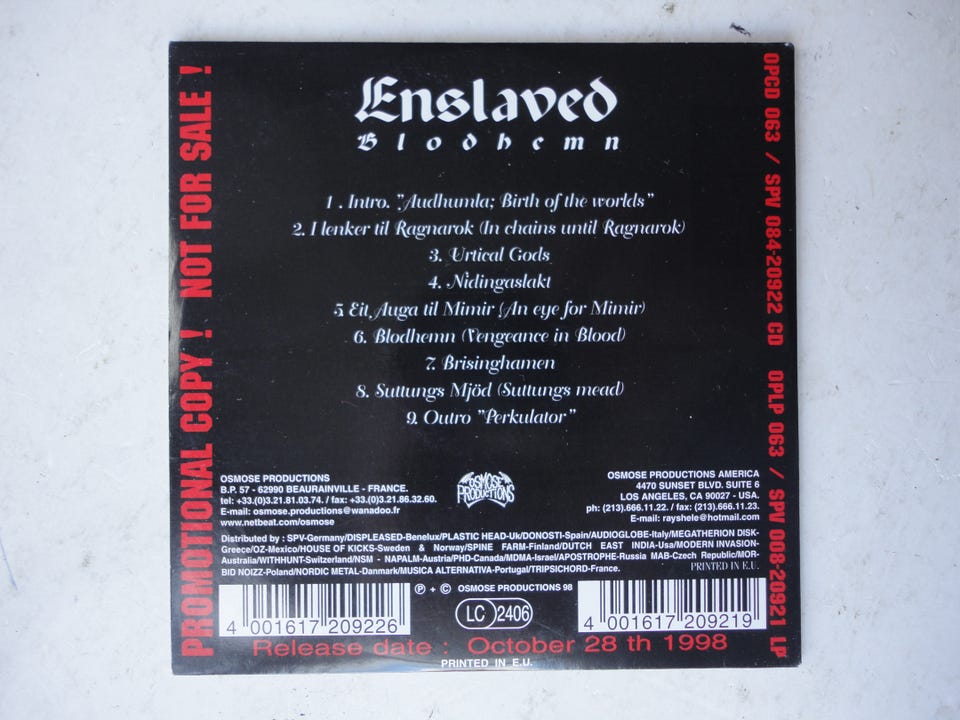 Enslaved
Blodhemn
1 . Intro. "Audhumla; Birth of the worlds"
2. I lenker til Ragnarok (In chains until Ragnarok)
3. Urtical Gods
4. Nidingaslakt
5 Eit Auga til Mimir (An eye for Mimir)
6. Blodhemn (Vengeance in Blood)
7. Brisinghamen
8. Suttungs Mjöd (Suttungs mead)
9. Outro "Perkulator"
PROMOTIONAL COPY ! NOT FOR SALE !
OPCD 063 / SPV 084-20922 CD OPLP 063 / SPV 008-20921 LP
OSMOSE PRODUCTIONS
B.P. 57 - 62990 BEAURAINVILLE - FRANCE.
tel: +33.(0)3.21.81.03.74. / fax: +33.(0)3.21.86.32.60.
E-mail: osmose.productions@wanadoo.fr
www.netbeat.com/osmose
OSMOSE
PRODUCTIONS
OSMOSE PRODUCTIONS AMERICA
4470 SUNSET BLVD. SUITE 6
LOS ANGELES, CA 90027 - USA.
ph: (213).666.11.22. / fax: (213).666.11.23.
E-mail: rayshele@hotmail.com
Distributed by : SPV-Germany/DISPLEASED-Benelux/PLASTIC HEAD-Uk/DONOSTI-Spain/AUDIOGLOBE-Italy/MEGATHERION DISK-
Greece/OZ-Mexico/HOUSE OF KICKS-Sweden & Norway/SPINE FARM-Finland/DUTCH EAST INDIA-Usa/MODERN INVASION-
Australia/WITHHUNT-Switzerland/NSM - NAPALM-Austria/PHD-Canada/MDMA-Israel/APOSTROPHE-Russia MAB-Czech Republic/MOR-
BID NOIZZ-Poland/NORDIC METAL-Danmark/MUSICA ALTERNATIVA-Portugal/TRIPSICHORD-France.
PRINTED IN E.U.
℗ + © OSMOSE PRODUCTIONS 98
LC 2406
4 001617 209226
4 001617 209219
Release date : October 28 th 1998
PRINTED IN E.U.